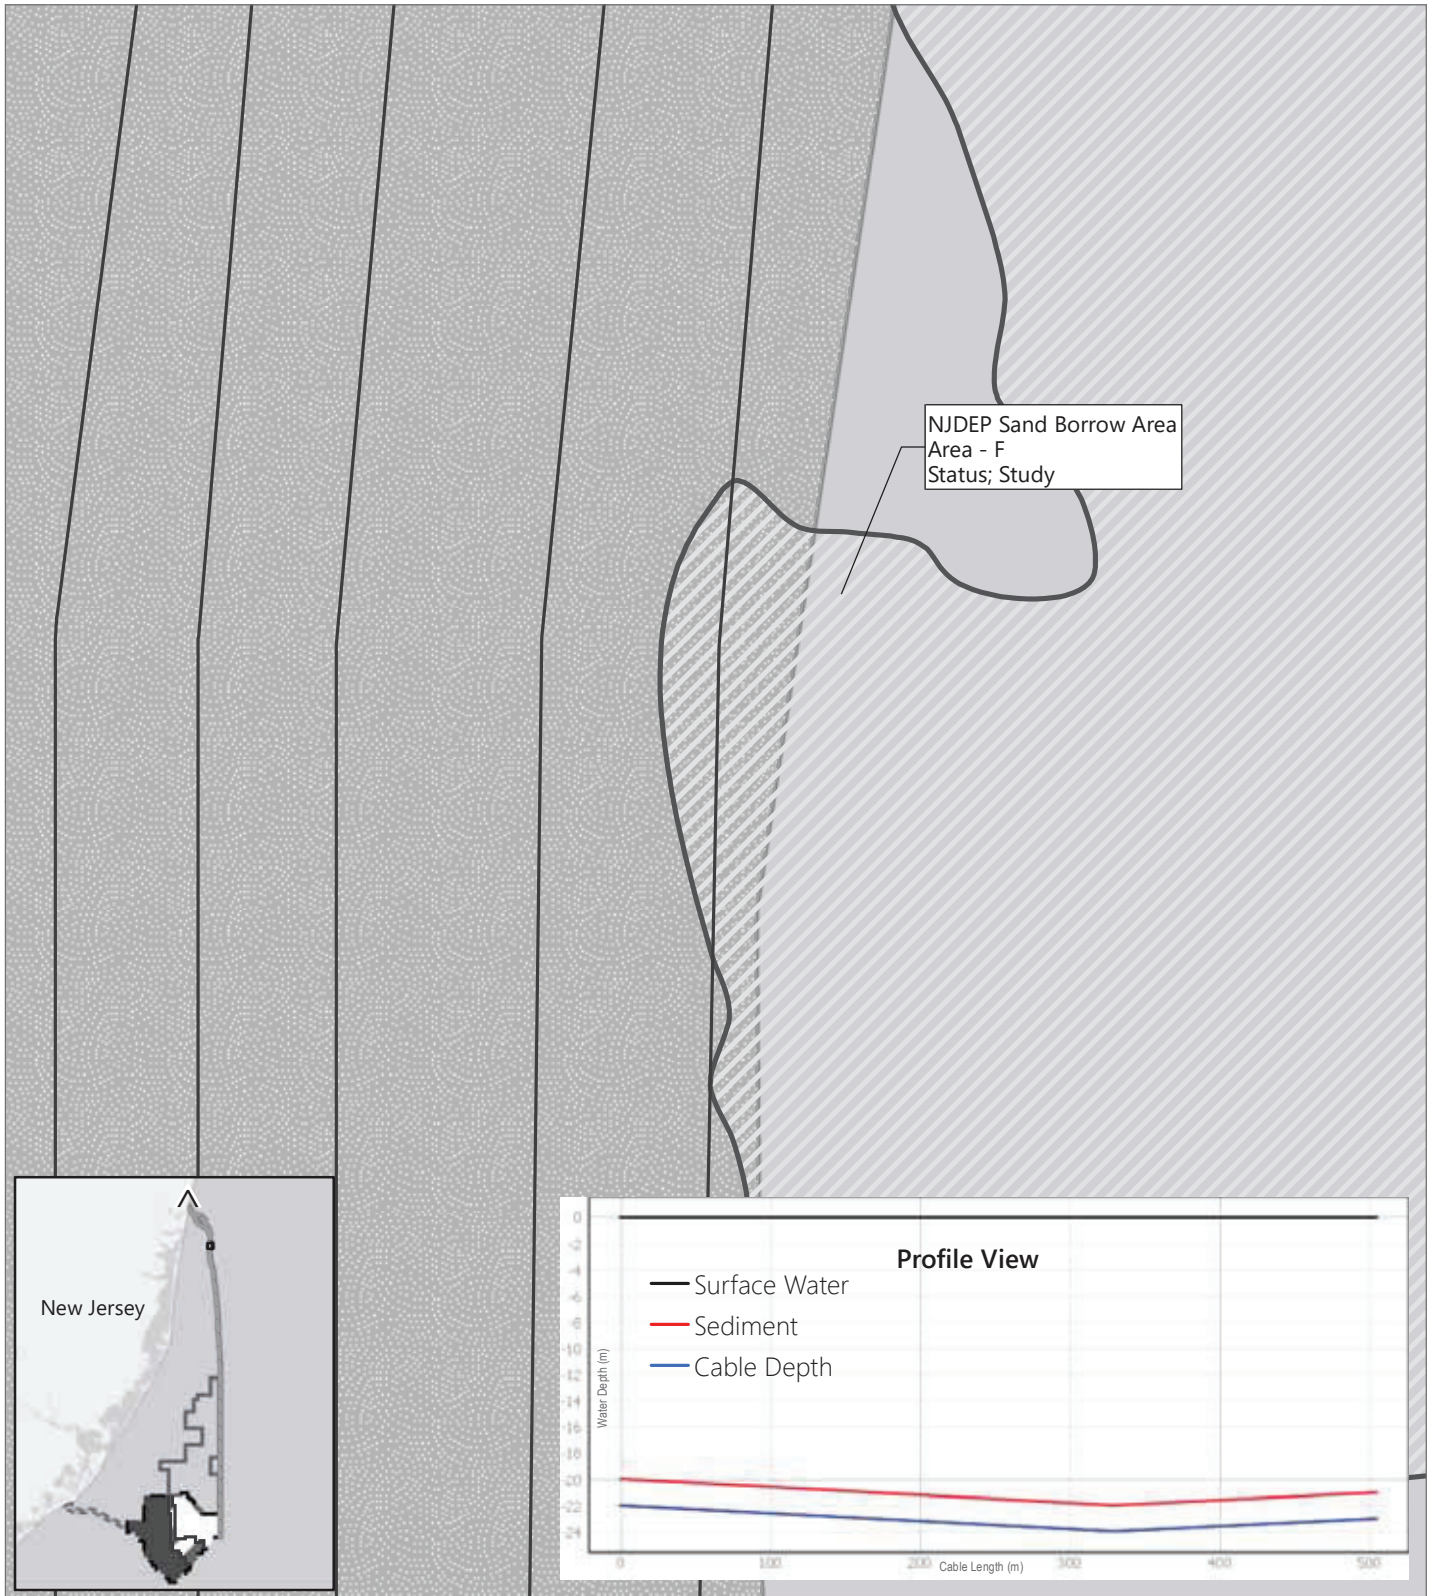 NJDEP Sand Borrow Area
Area - F
Status; Study
New Jersey
Profile View
Surface Water
Sediment
Cable Depth
Water Depth (m)
0
-2
-4
-6
-8
-10
-12
-14
-16
-18
-20
-22
-24
0
100
200
300
400
500
Cable Length (m)